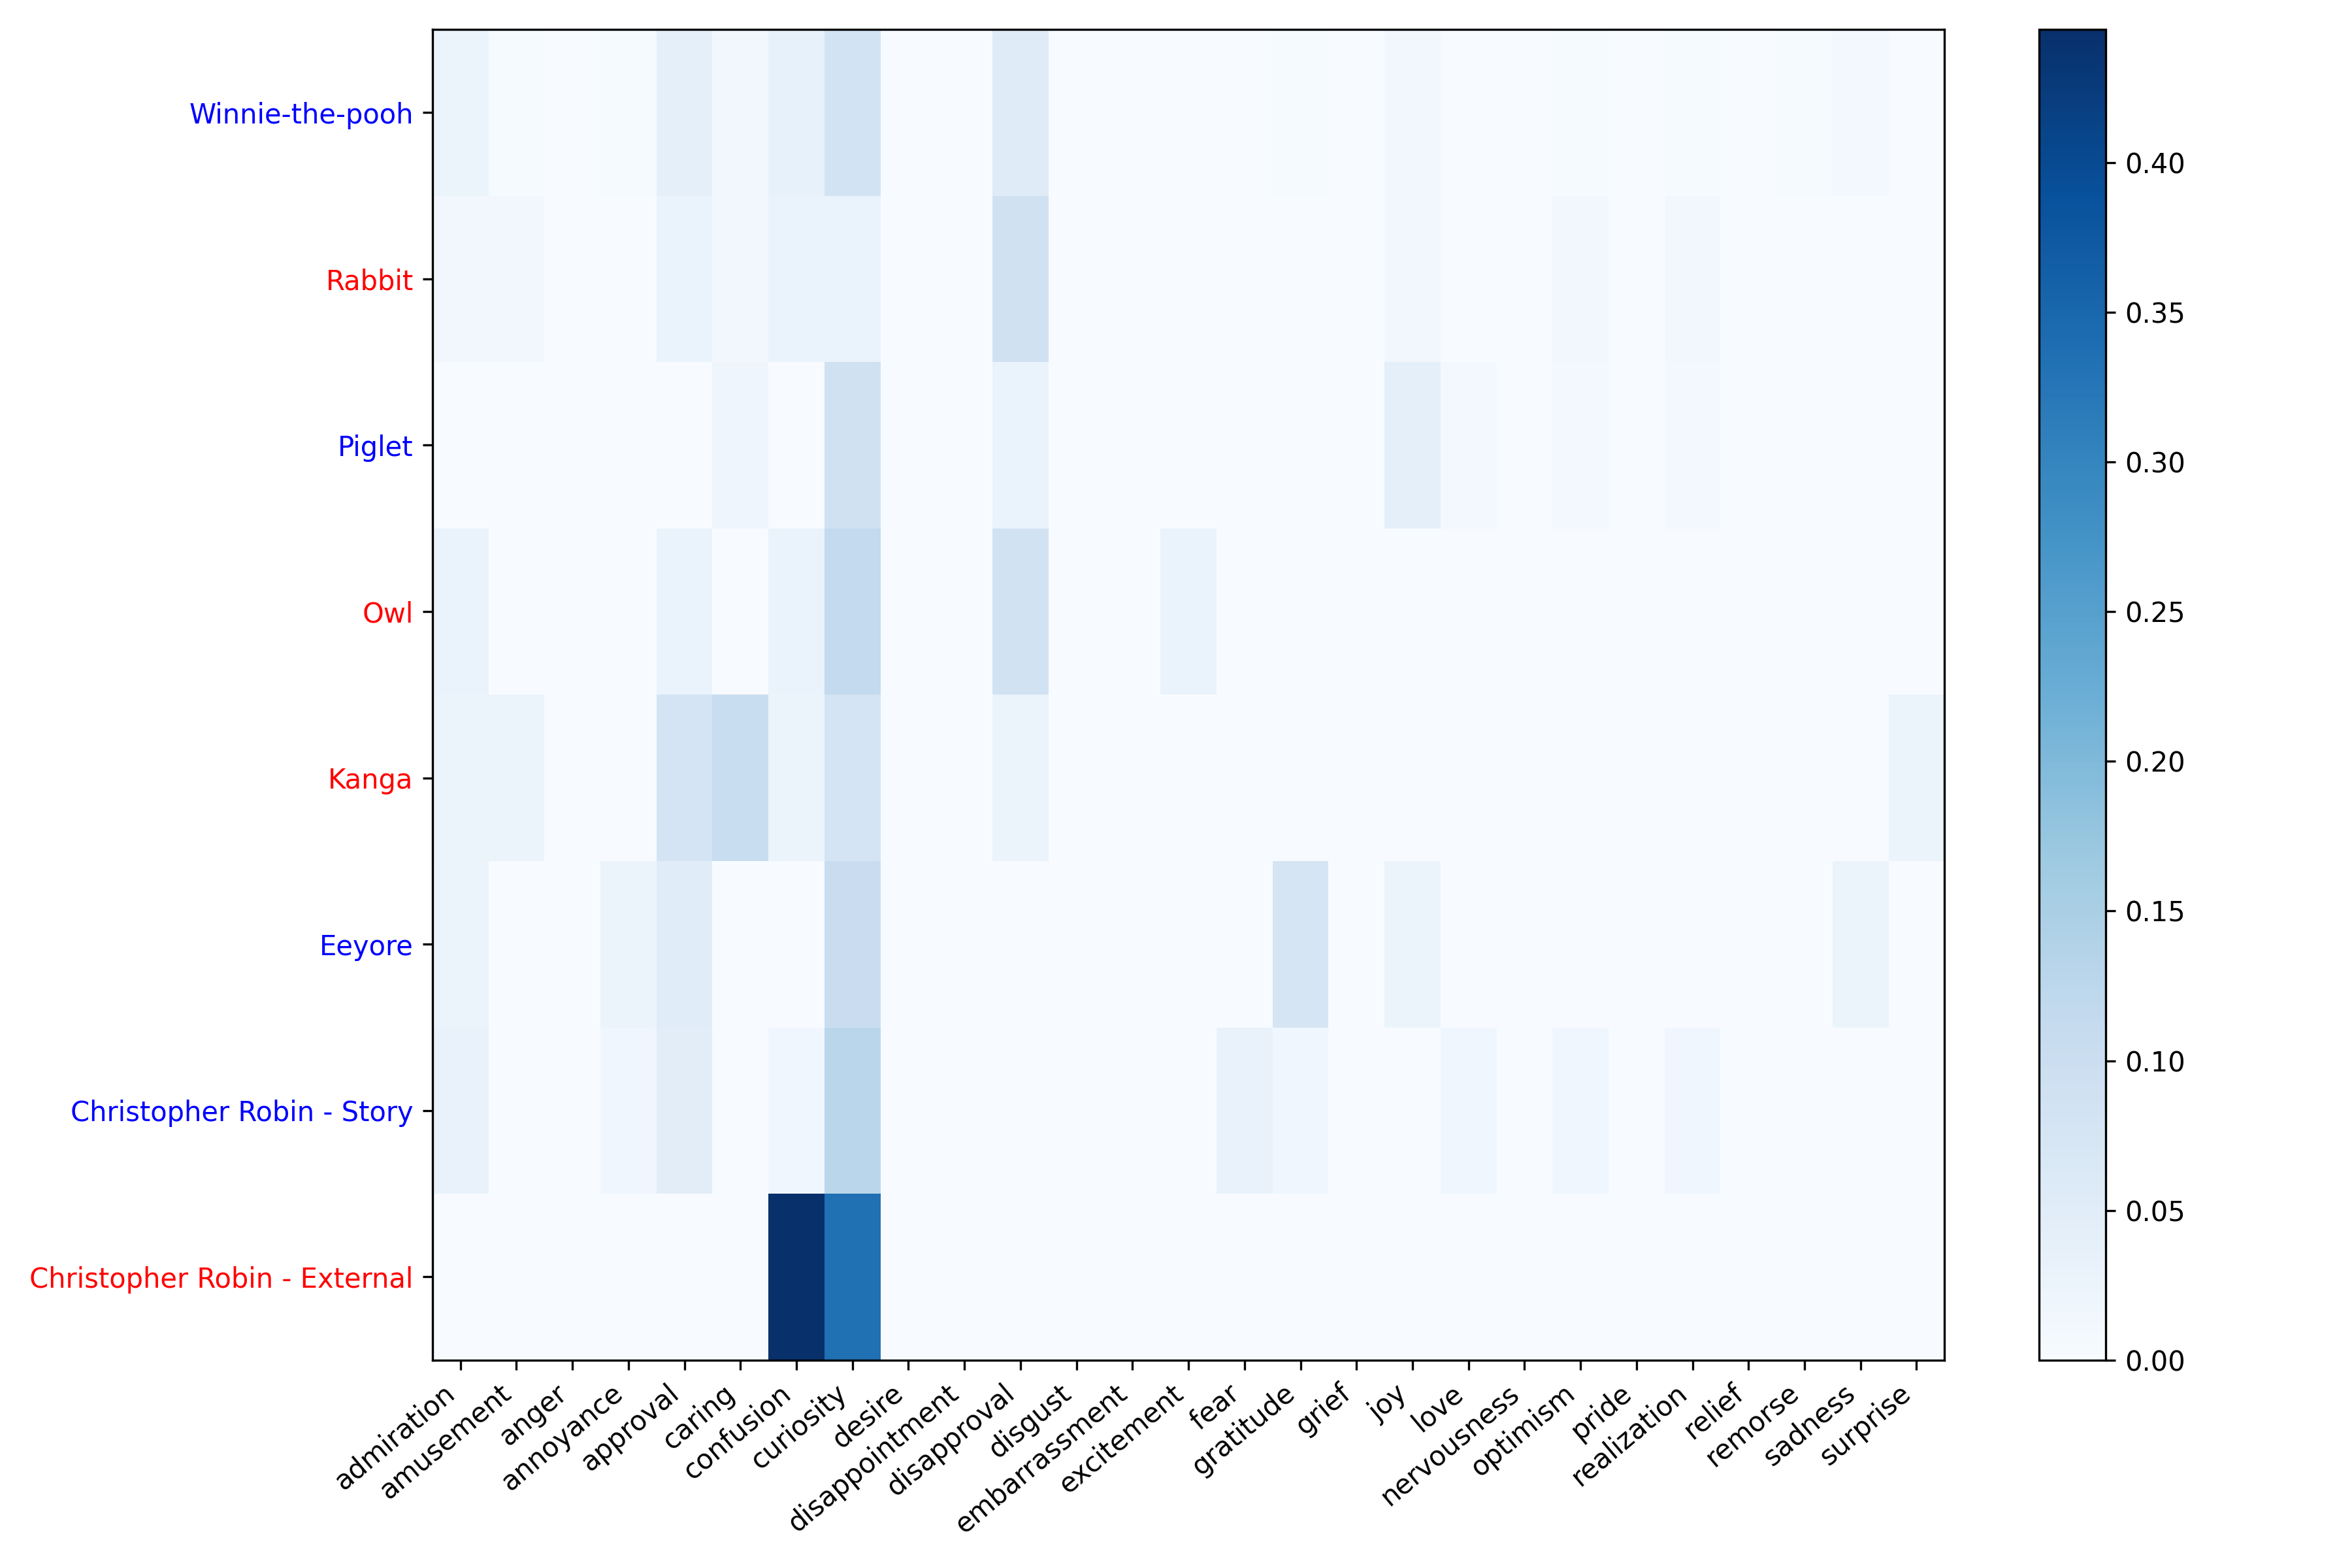 Winnie-the-pooh
Rabbit
Piglet
Owl
Kanga
Eeyore
Christopher Robin - Story
Christopher Robin - External
admiration
amusement
anger
annoyance
approval
caring
confusion
curiosity
desire
disappointment
disapproval
disgust
embarrassment
excitement
fear
gratitude
grief
joy
love
nervousness
optimism
pride
realization
relief
remorse
sadness
surprise
0.40
0.35
0.30
0.25
0.20
0.15
0.10
0.05
0.00